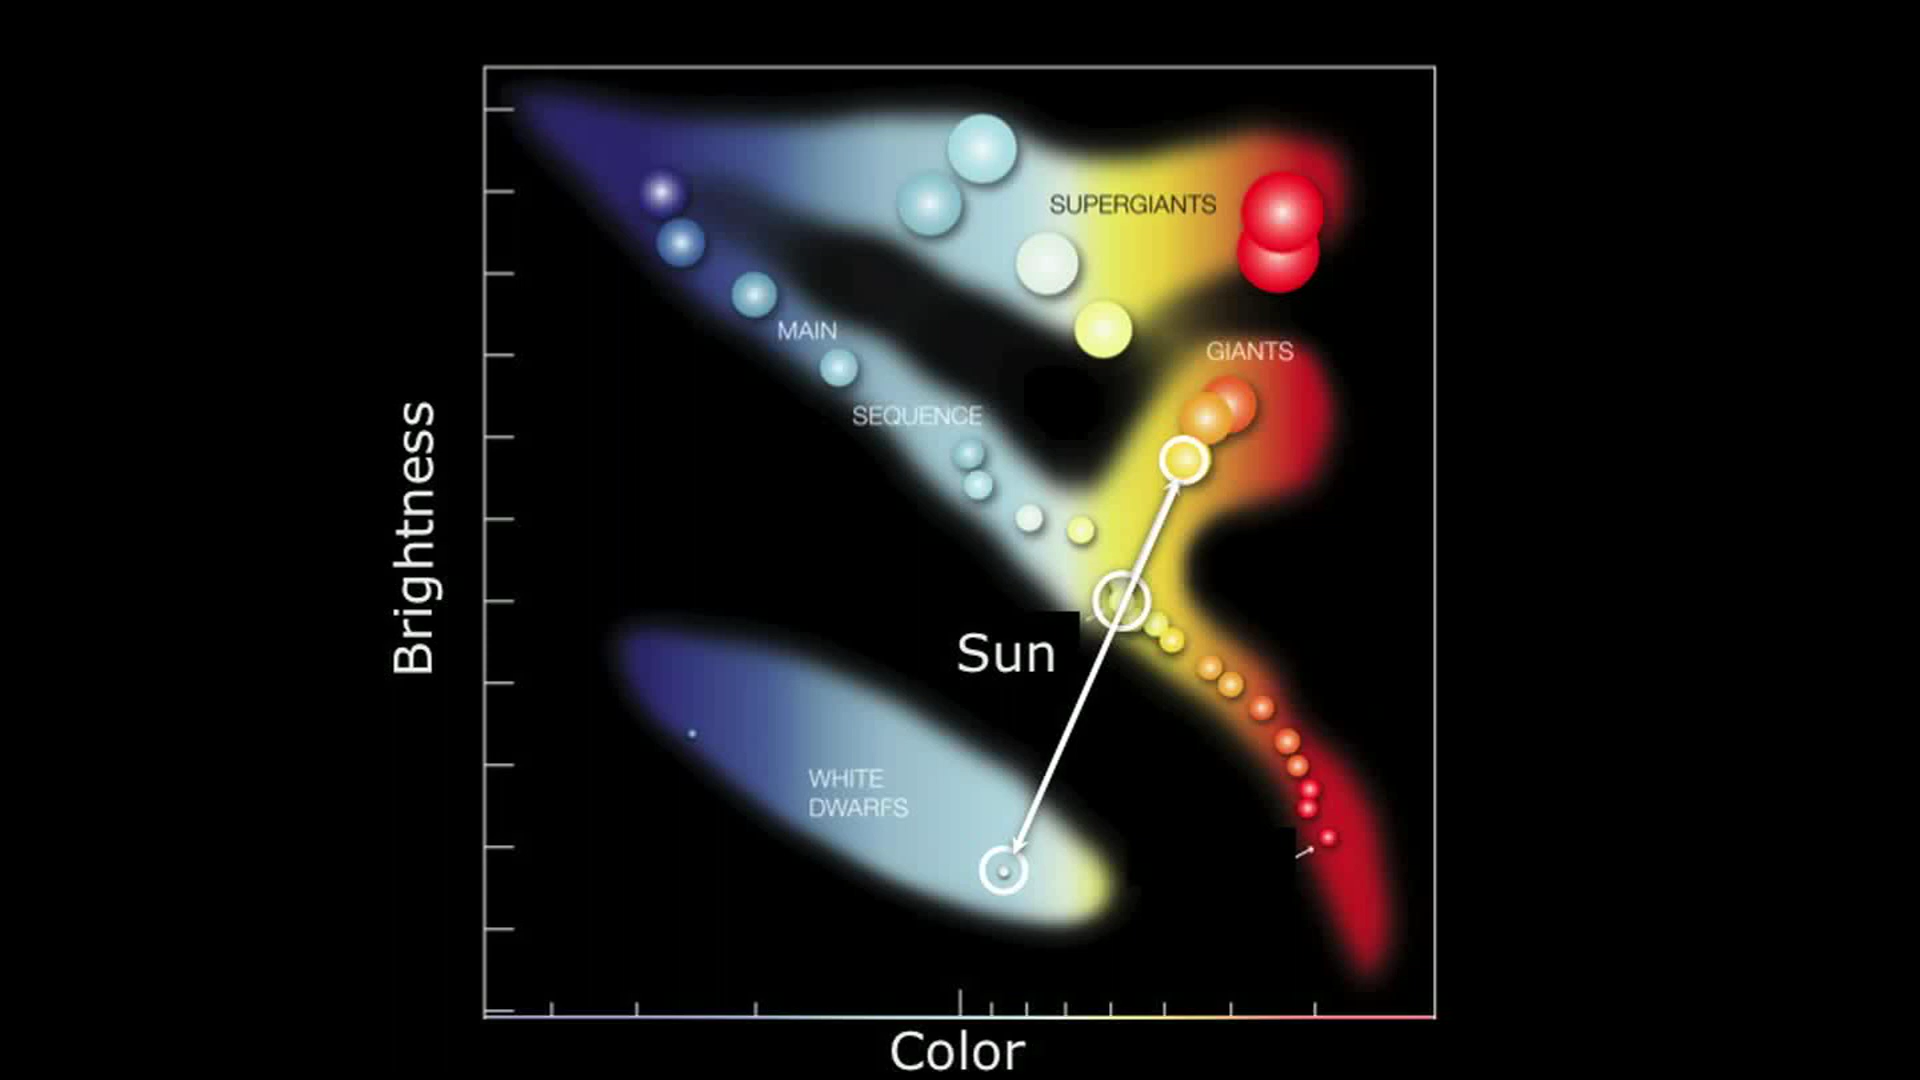 SUPERGIANTS
MAIN
GIANTS
SEQUENCE
Brightness
Sun
WHITE
DWARFS
Color